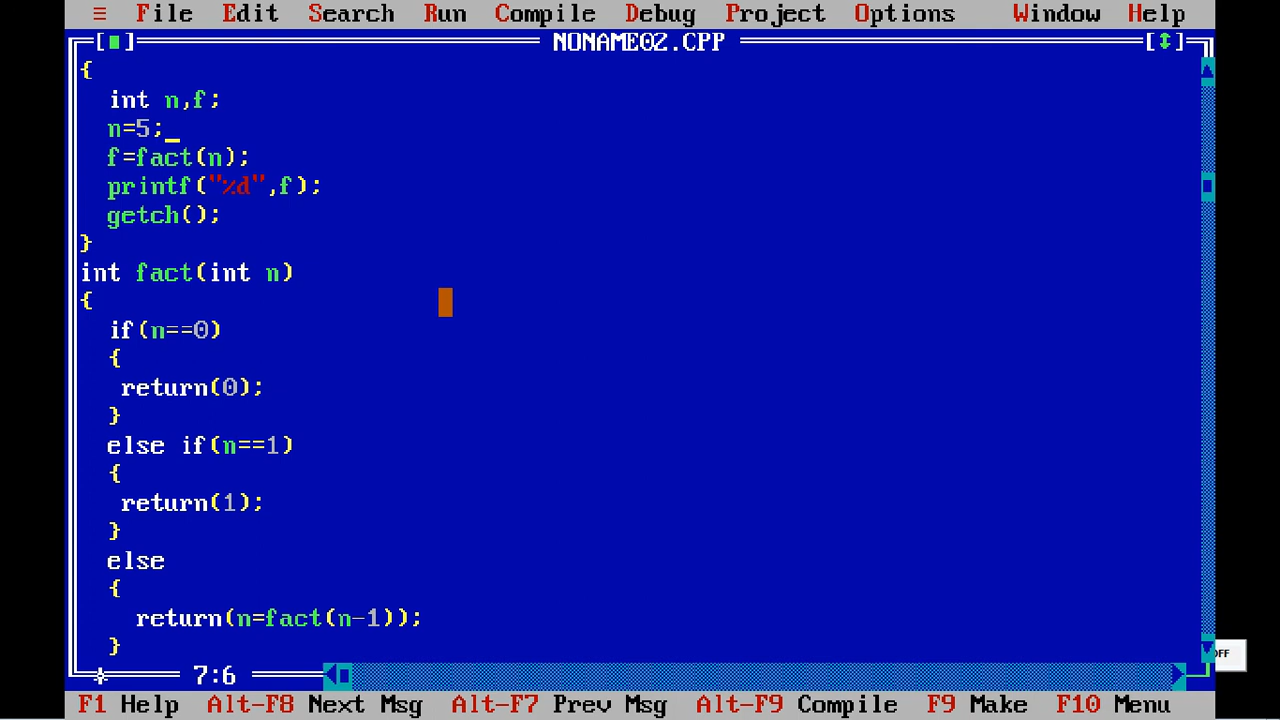 ≡ File Edit Search Run Compile Debug Project Options Window Help
[■] NONAME02.CPP [↕]
{
int n,f;
n=5;_
f=fact(n);
printf("%d",f);
getch();
}
int fact(int n)
{
if(n==0)
{
return(0);
}
else if(n==1)
{
return(1);
}
else
{
return(n=fact(n-1));
}
7:6
OFF
F1 Help Alt-F8 Next Msg Alt-F7 Prev Msg Alt-F9 Compile F9 Make F10 Menu